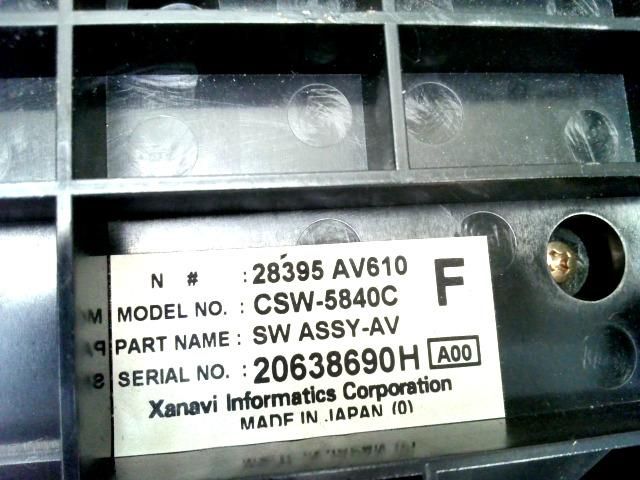 N # : 28395 AV610
F
MODEL NO. : CSW-5840C
PART NAME : SW ASSY-AV
SERIAL NO. : 20638690H A00
Xanavi Informatics Corporation
MADE IN JAPAN (0)